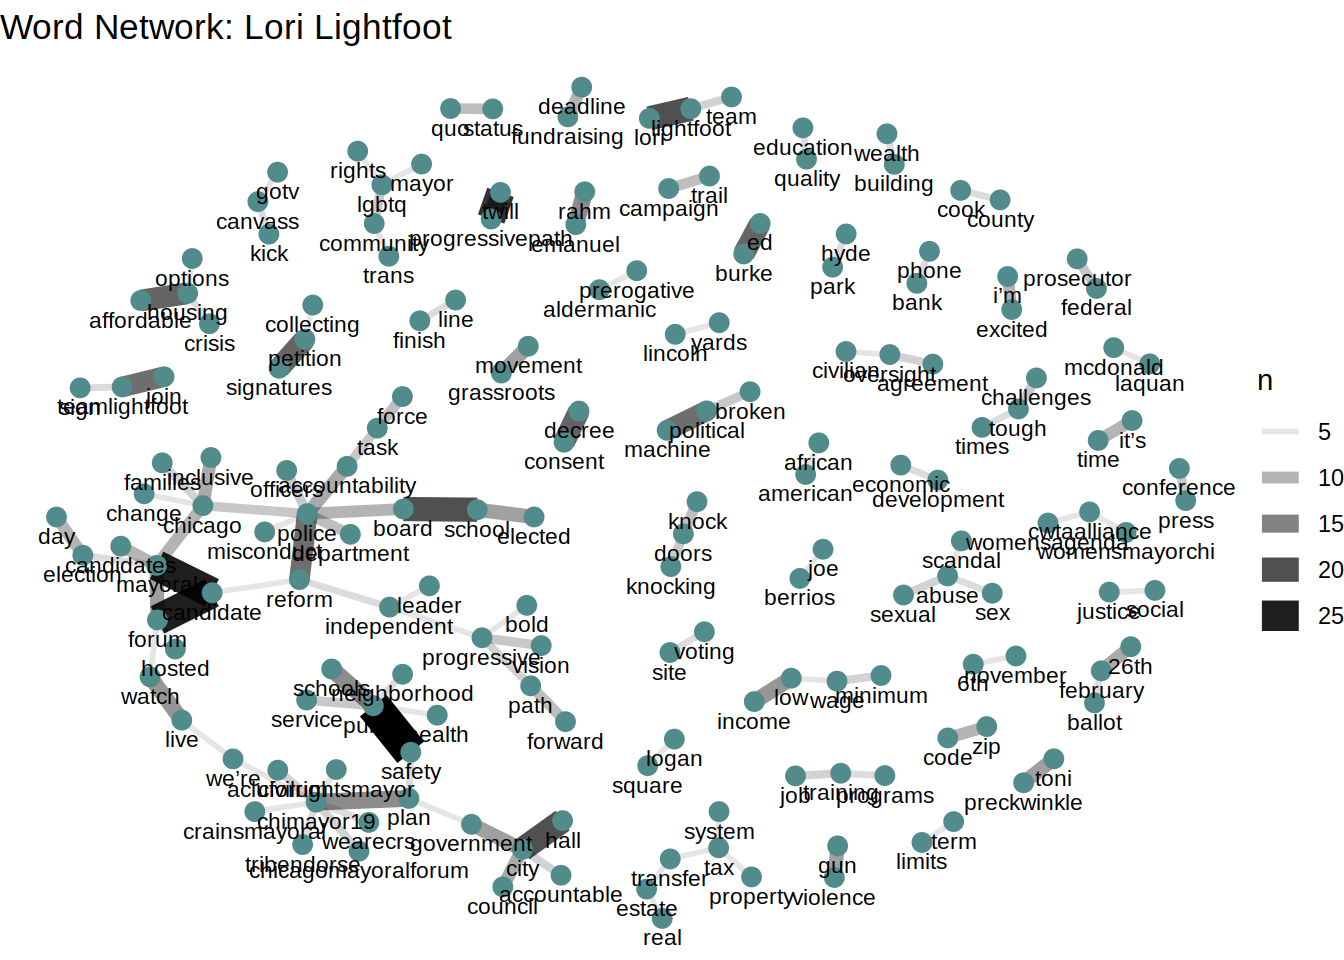 Word Network: Lori Lightfoot
deadline
quo
status
fundraising
lori
lightfoot
team
education
quality
wealth
building
rights
mayor
gotv
lgbtq
canvass
kick
community
trans
twill
progressivepath
rahm
emanuel
campaign
trail
cook
county
ed
burke
hyde
park
phone
bank
i'm
excited
prosecutor
federal
options
housing
affordable
crisis
collecting
petition
signatures
line
finish
prerogative
aldermanic
lincoln
yards
movement
grassroots
civilian
oversight
agreement
mcdonald
laquan
n
5
10
15
20
25
sign
teamlightfoot
join
challenges
tough
times
it's
time
force
task
decree
consent
broken
political
machine
african
american
economic
development
conference
press
families
inclusive
change
chicago
officers
accountability
police
misconduct
department
board
school
elected
knock
doors
knocking
cwtaalliance
womensagenda
womensmayorchi
day
election
candidates
mayoral
candidate
forum
reform
leader
independent
joe
berrios
scandal
abuse
sexual
sex
justice
social
hosted
watch
live
bold
progressive
vision
path
forward
voting
site
november
6th
26th
february
ballot
schools
neighborhood
service
health
safety
income
low
wage
minimum
code
zip
logan
square
we're
civilrightsmayor
chimayor19
crainsmayoral
wearecrs
tribendorse
chicagomayoralforum
plan
government
hall
city
council
accountable
job
training
programs
toni
preckwinkle
term
limits
system
tax
transfer
property
estate
real
gun
violence